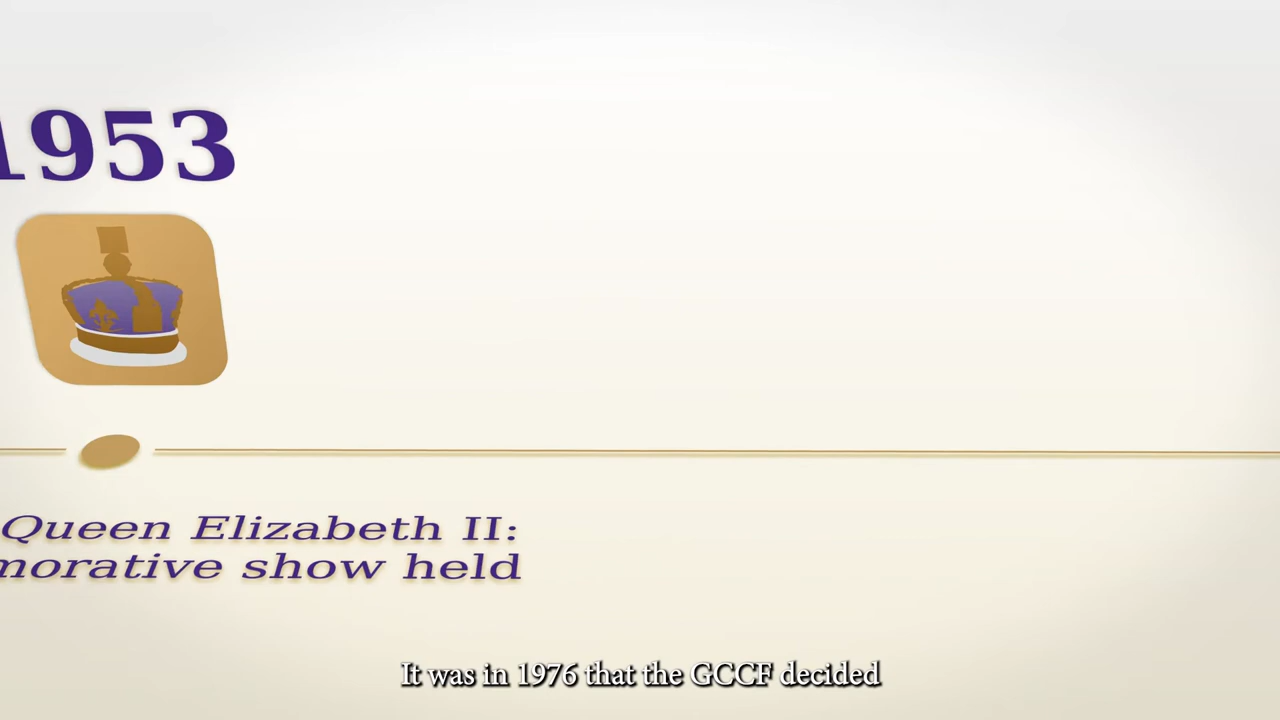 1953
Queen Elizabeth II:
morative show held
It was in 1976 that the GCCF decided